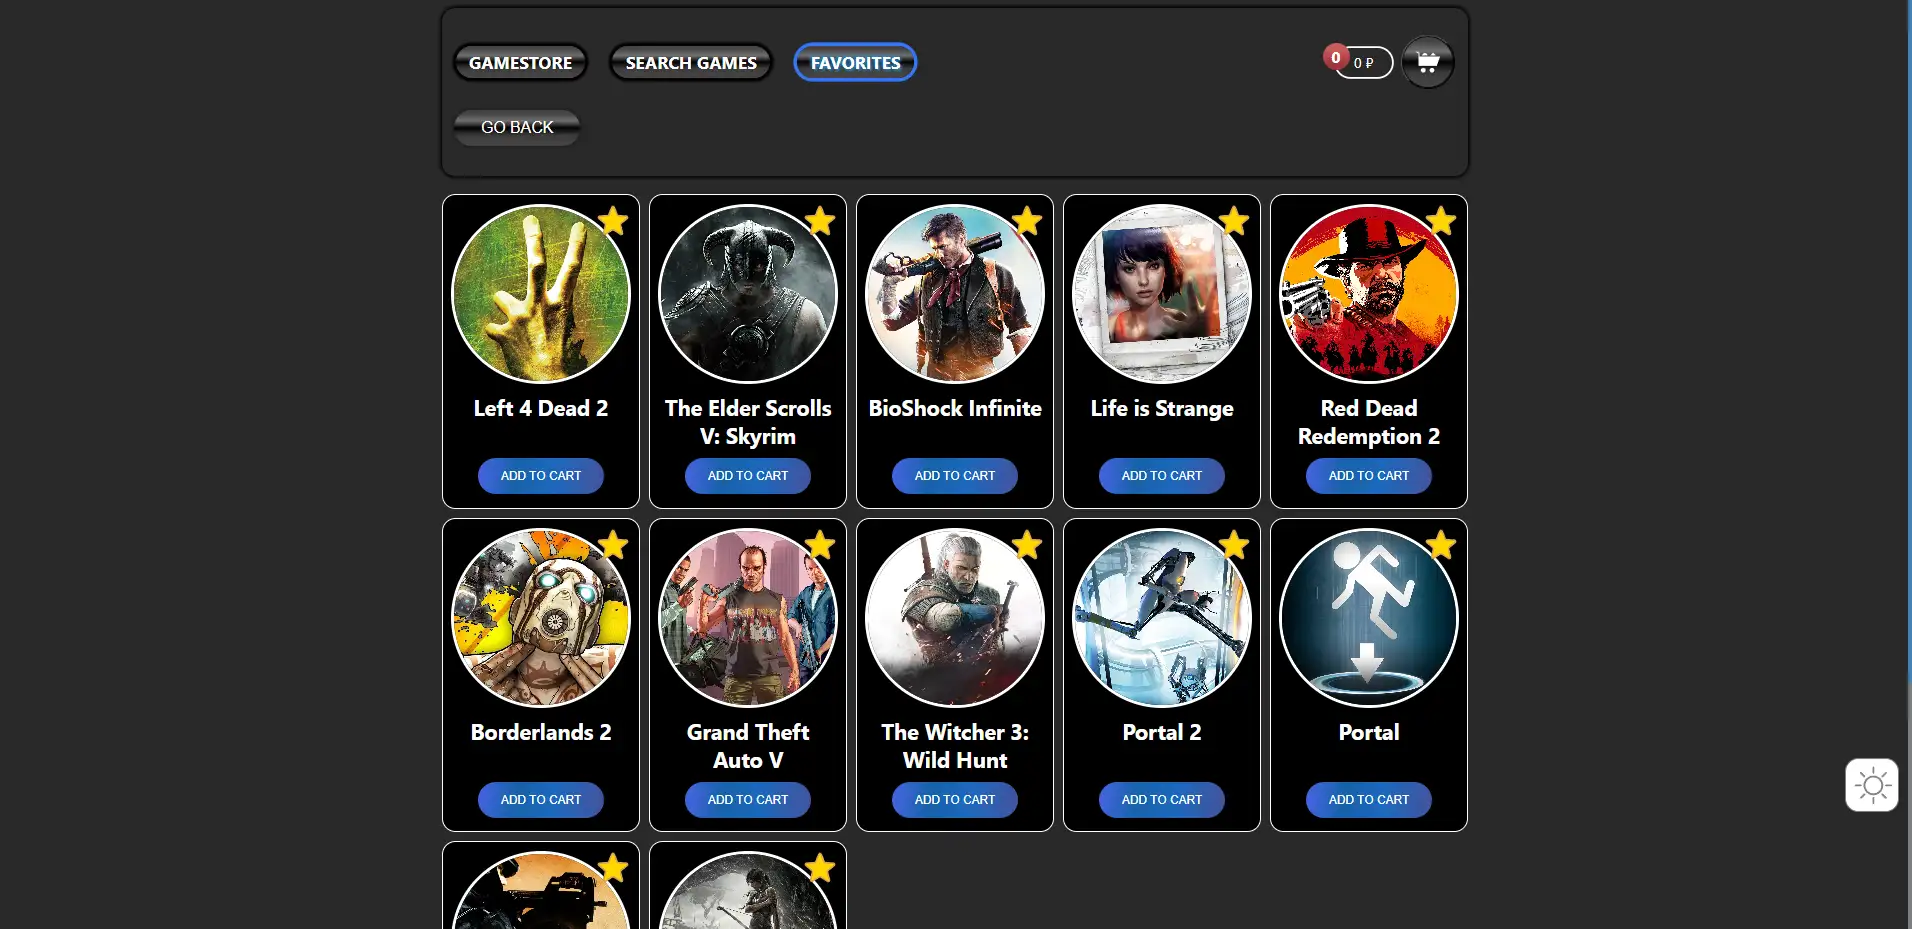 GAMESTORE
SEARCH GAMES
FAVORITES
0
0 ₽
GO BACK
Left 4 Dead 2
The Elder Scrolls
V: Skyrim
BioShock Infinite
Life is Strange
Red Dead
Redemption 2
ADD TO CART
ADD TO CART
ADD TO CART
ADD TO CART
ADD TO CART
Borderlands 2
Grand Theft
Auto V
The Witcher 3:
Wild Hunt
Portal 2
Portal
ADD TO CART
ADD TO CART
ADD TO CART
ADD TO CART
ADD TO CART